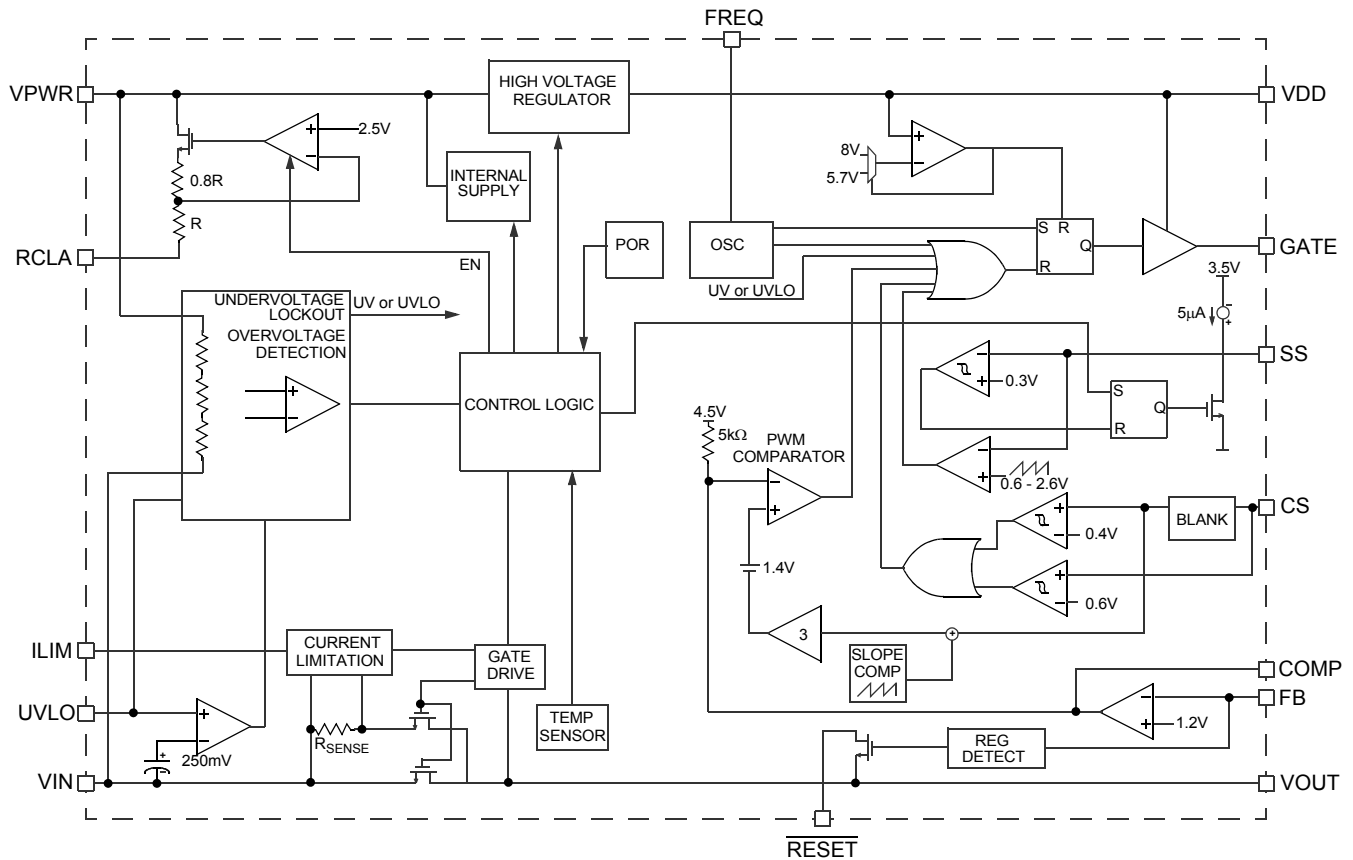 FREQ
VPWR
HIGH VOLTAGE
REGULATOR
VDD
+
2.5V
−
+
8V
−
5.7V
0.8R
INTERNAL
SUPPLY
R
RCLA
EN
POR
OSC
S R
Q
R
GATE
UV or UVLO
3.5V
−
5µA
+
UNDERVOLTAGE
LOCKOUT
UV or UVLO
OVERVOLTAGE
DETECTION
+
−
CONTROL LOGIC
−
+
0.3V
SS
S
Q
R
4.5V
5kΩ
PWM
COMPARATOR
−
+
−
+
0.6 - 2.6V
CS
BLANK
+
−
0.4V
1.4V
+
−
0.6V
3
+
SLOPE
COMP
ILIM
CURRENT
LIMITATION
GATE
DRIVE
COMP
FB
−
+
1.2V
UVLO
+
−
+
−
250mV
RSENSE
TEMP
SENSOR
REG
DETECT
VIN
VOUT
RESET